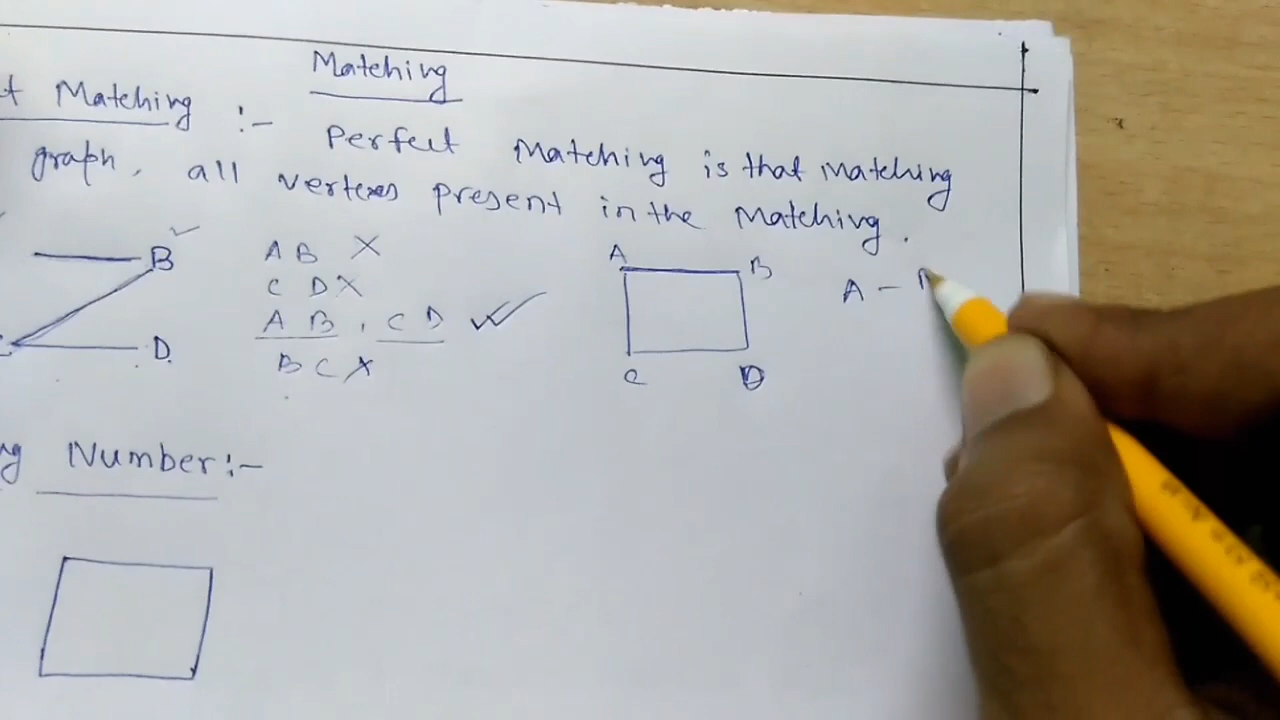 Matching
t Matching :- Perfect Matching is that matching
graph, all vertexes present in the Matching.
B
D
A B X
C D X
A B , C D
B C X
A B
C D
A -
g Number:-